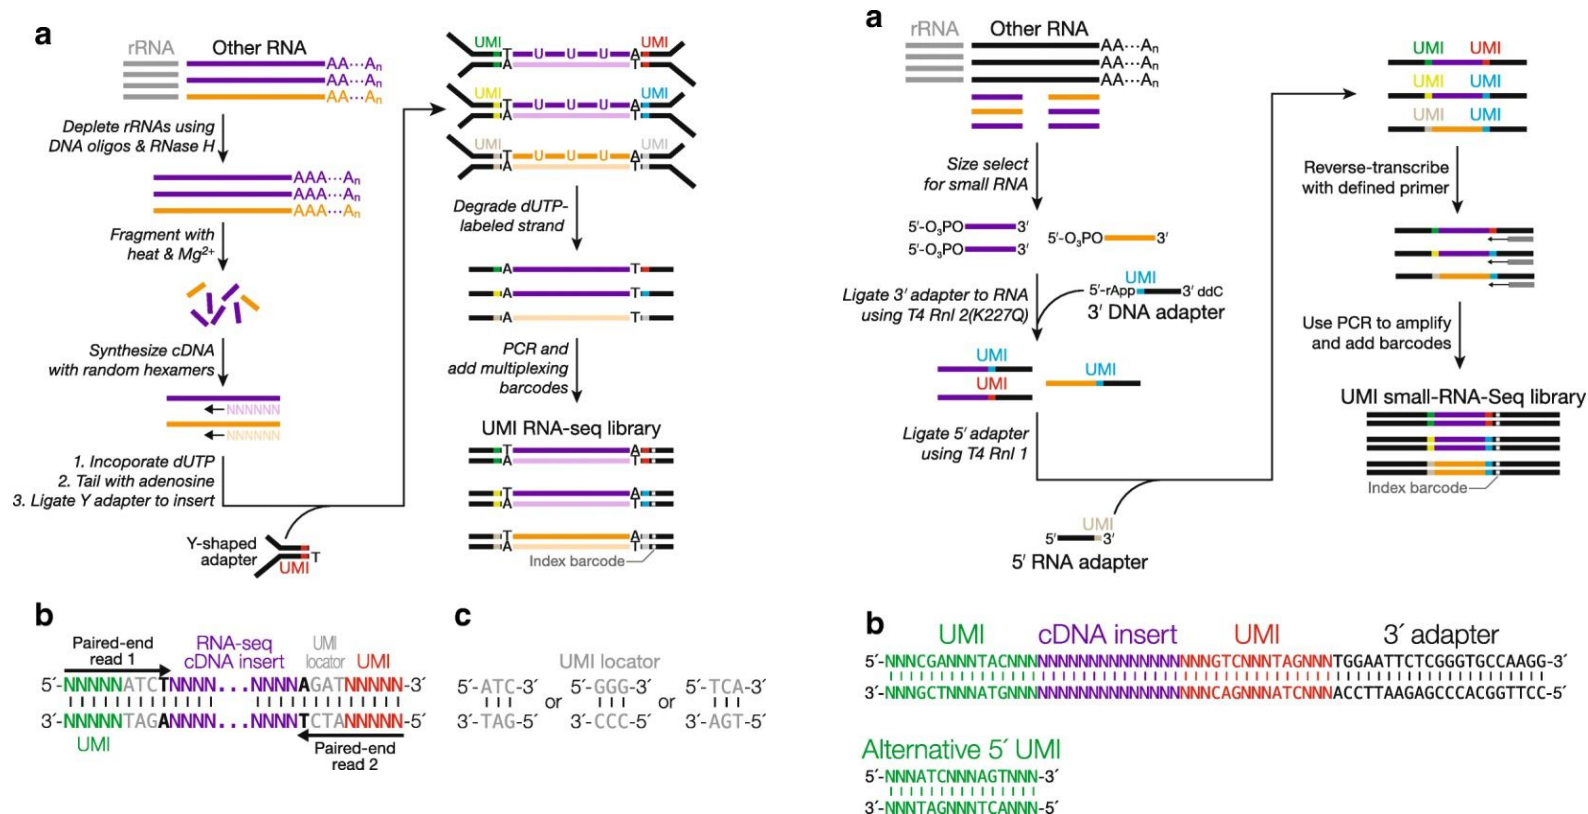 a
rRNA
Other RNA
AA···An
Deplete rRNAs using
DNA oligos & RNase H
AAA···An
AAA···An
AAA···An
Fragment with
heat & Mg2+
Synthesize cDNA
with random hexamers
NNNNNN
NNNNNN
1. Incoporate dUTP
2. Tail with adenosine
3. Ligate Y adapter to insert
Y-shaped
adapter
T
UMI
AA···An
AA···An
UMI UMI
T U U U A
A T
UMI UMI
T U U U A
A T
UMI UMI
T U U U A
A T
Degrade dUTP-
labeled strand
A T
A T
A T
PCR and
add multiplexing
barcodes
UMI RNA-seq library
T A
A T
T A
A T
T A
A T
Index barcode
b
Paired-end
read 1
RNA-seq
cDNA insert
UMI
locator
UMI
5´-NNNNNATCTNNNN...NNNNAGATNNNNN-3´
3´-NNNNNTAGANNNN...NNNNTCTANNNNN-5´
UMI
Paired-end
read 2
c
UMI locator
5´-ATC-3´ or 5´-GGG-3´ or 5´-TCA-3´
3´-TAG-5´ 3´-CCC-5´ 3´-AGT-5´
a
rRNA
Other RNA
AA···An
AA···An
AA···An
Size select
for small RNA
5′-O3PO 3′
5′-O3PO 3′
5′-O3PO 3′
Ligate 3′ adapter to RNA
using T4 Rnl 2(K227Q)
UMI
5′-rApp 3′ ddC
3′ DNA adapter
UMI
UMI
UMI
Ligate 5′ adapter
using T4 Rnl 1
UMI
5′ 3′
5′ RNA adapter
UMI UMI
UMI UMI
UMI UMI
Reverse-transcribe
with defined primer
Use PCR to amplify
and add barcodes
UMI small-RNA-Seq library
Index barcode
b
UMI cDNA insert UMI 3´ adapter
5´-NNNCGANNNTACNNNNNNNNNNNNNNNNNNNNGTCNNNTAGNNNTGGAATTCTCGGGTGCCAAGG-3´
3´-NNNGCTNNNATGNNNNNNNNNNNNNNNNNNNNCAGNNNATCNNNACCTTAAGAGCCCACGGTTCC-5´
Alternative 5´ UMI
5´-NNNATCNNNAGTNNN-3´
3´-NNNTAGNNNTCANNN-5´